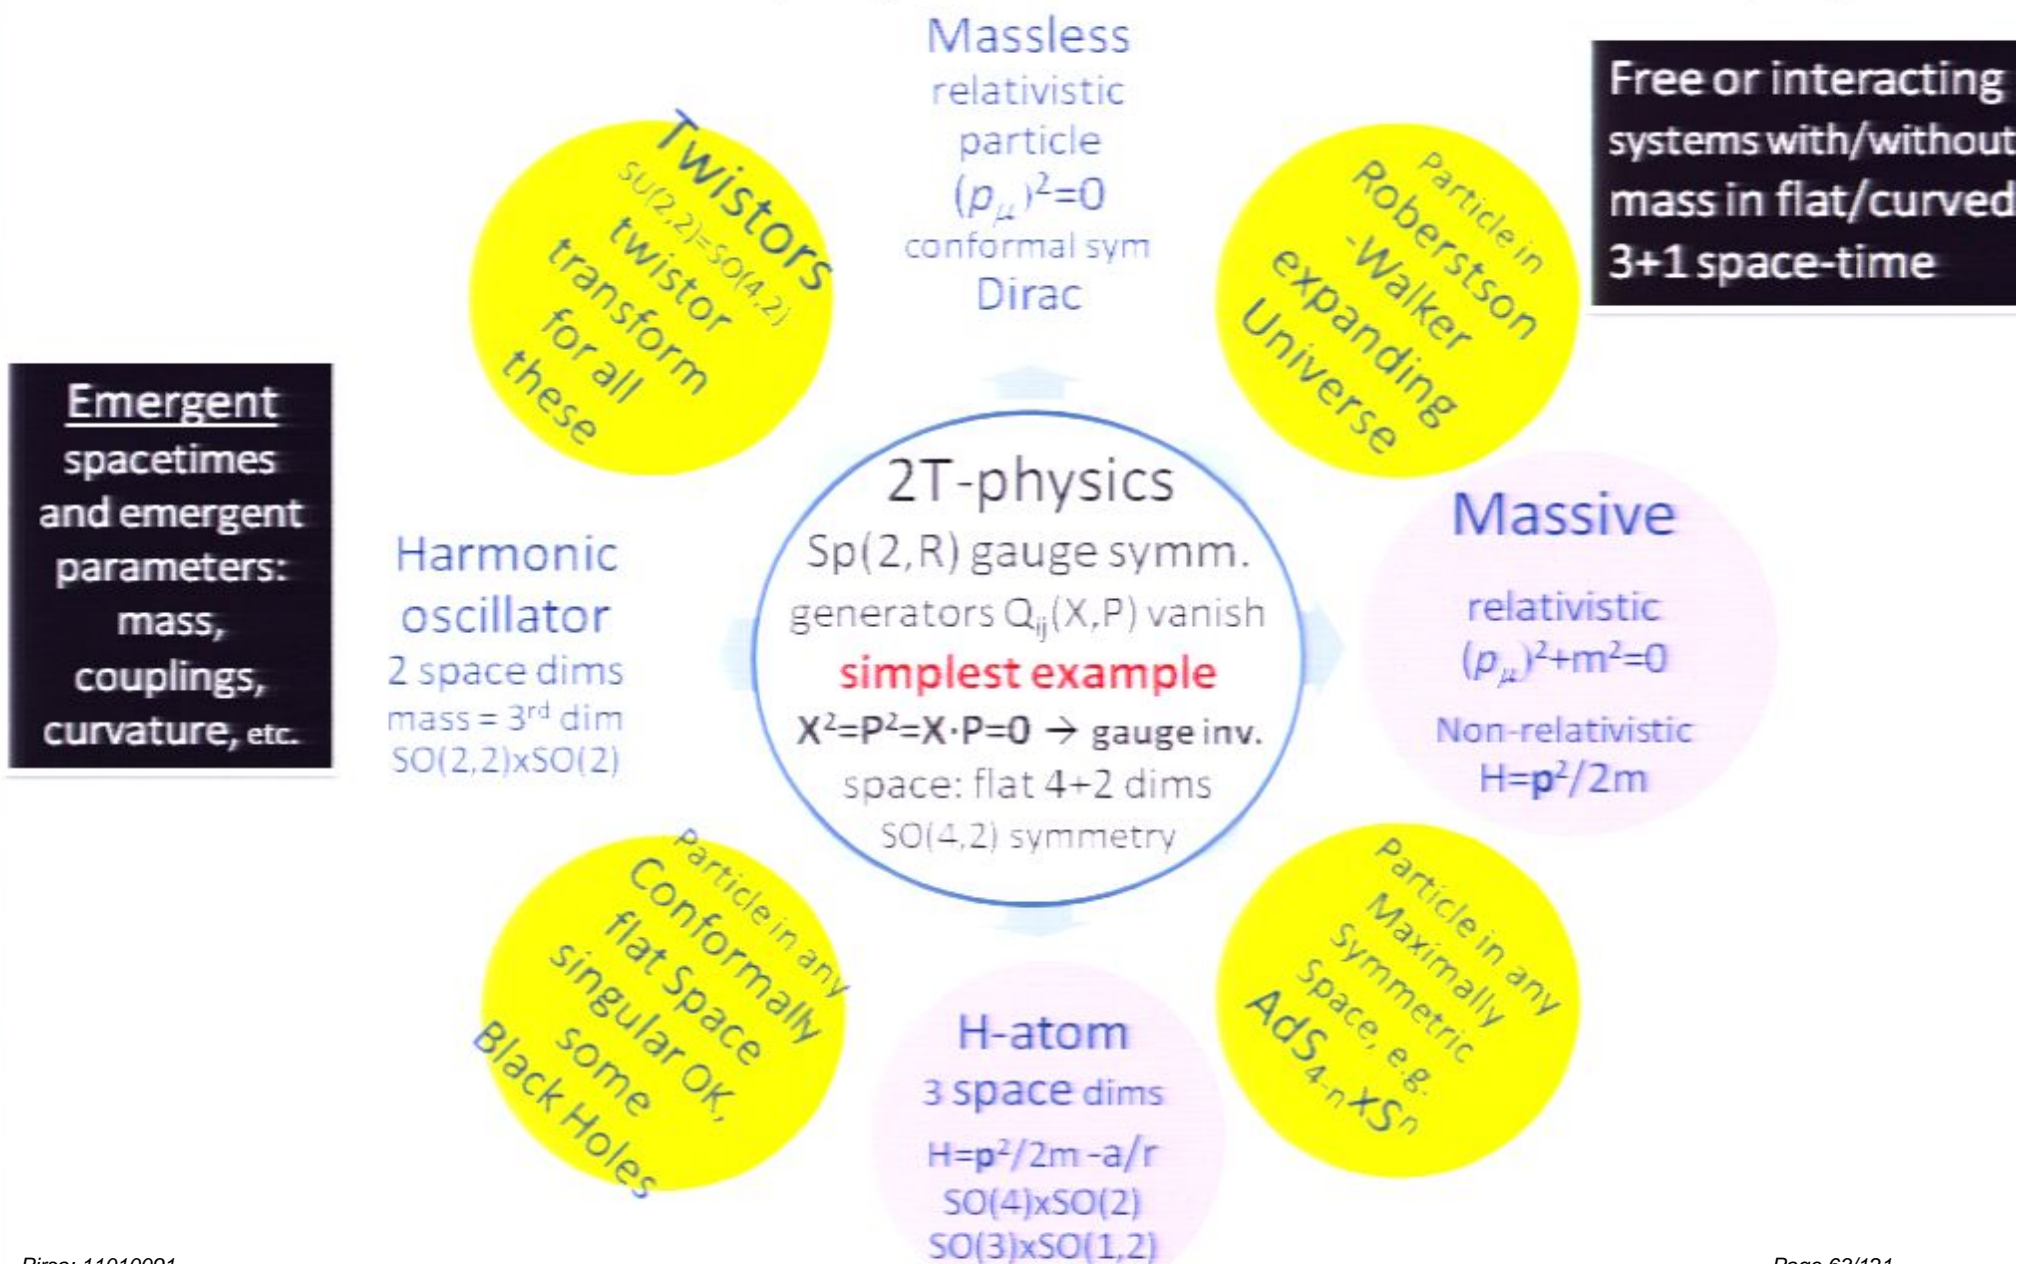 Massless
relativistic
particle
(pμ)²=0
conformal sym
Dirac
Free or interacting
systems with/without
mass in flat/curved
3+1 space-time
Twistors
SU(2,2)=SO(4,2)
twistor
transform
for all
these
Particle in
Roberstson
-Walker
expanding
Universe
Emergent
spacetimes
and emergent
parameters:
mass,
couplings,
curvature, etc.
Harmonic
oscillator
2 space dims
mass = 3rd dim
SO(2,2)xSO(2)
2T-physics
Sp(2,R) gauge symm.
generators Qij(X,P) vanish
simplest example
X²=P²=X·P=0 → gauge inv.
space: flat 4+2 dims
SO(4,2) symmetry
Massive
relativistic
(pμ)²+m²=0
Non-relativistic
H=p²/2m
Particle in any
Conformally
flat Space
singular OK,
some
Black Holes
H-atom
3 space dims
H=p²/2m -a/r
SO(4)xSO(2)
SO(3)xSO(1,2)
Particle in any
Maximally
Symmetric
Space, e.g.
AdS4-nxSⁿ
Pirsa: 11010091
Page 63/121